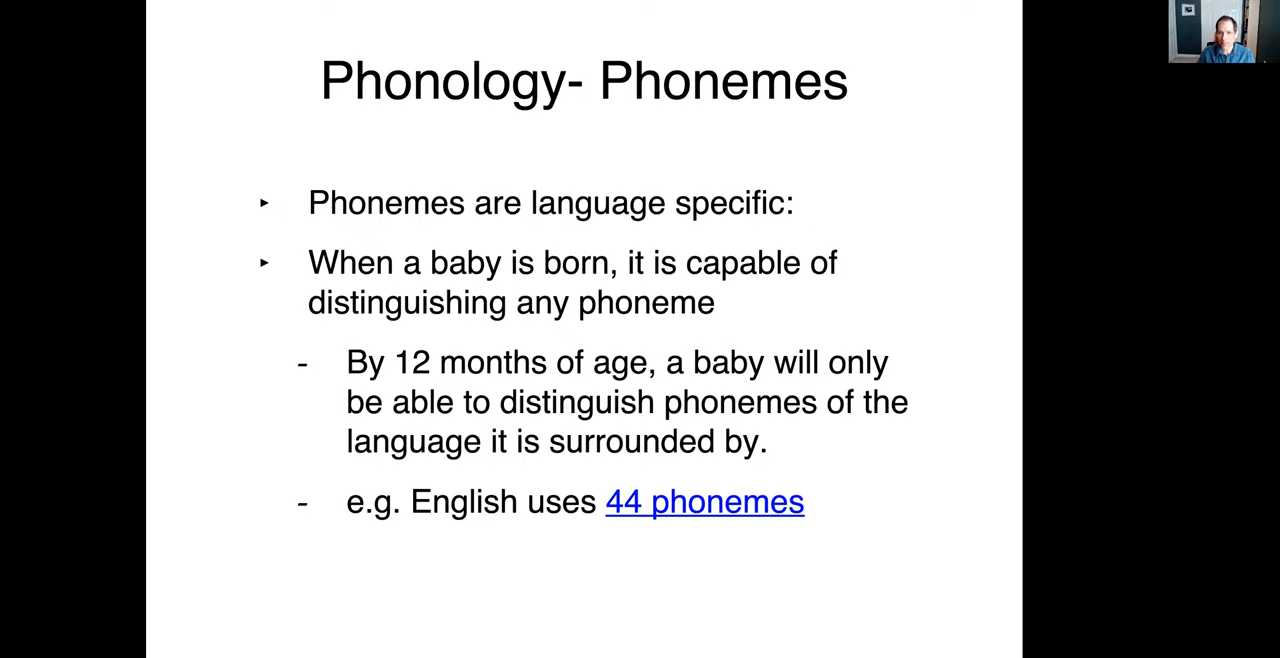 Phonology- Phonemes
‣ Phonemes are language specific:
‣ When a baby is born, it is capable of
distinguishing any phoneme
- By 12 months of age, a baby will only
be able to distinguish phonemes of the
language it is surrounded by.
- e.g. English uses 44 phonemes